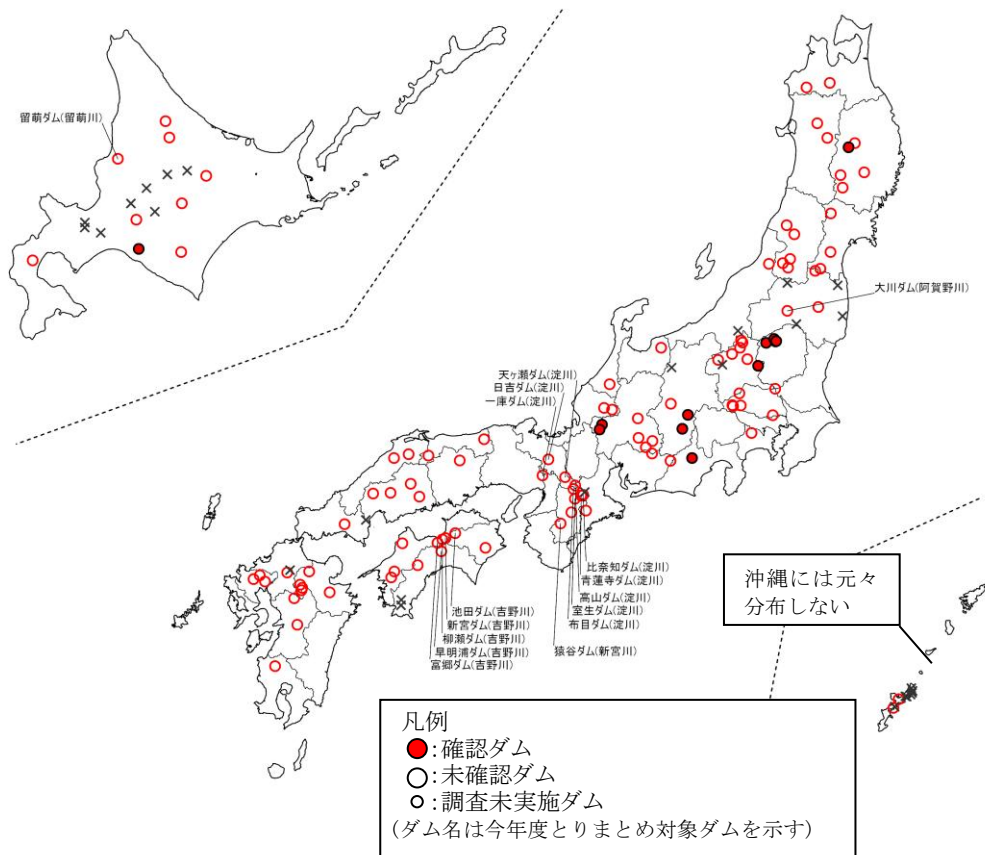 留萌ダム(留萌川)
大川ダム(阿賀野川)
天ヶ瀬ダム(淀川)
日吉ダム(淀川)
一庫ダム(淀川)
比奈知ダム(淀川)
青蓮寺ダム(淀川)
高山ダム(淀川)
室生ダム(淀川)
布目ダム(淀川)
猿谷ダム(新宮川)
池田ダム(吉野川)
新宮ダム(吉野川)
柳瀬ダム(吉野川)
早明浦ダム(吉野川)
富郷ダム(吉野川)
沖縄には元々
分布しない
凡例
:確認ダム
:未確認ダム
:調査未実施ダム
(ダム名は今年度とりまとめ対象ダムを示す)